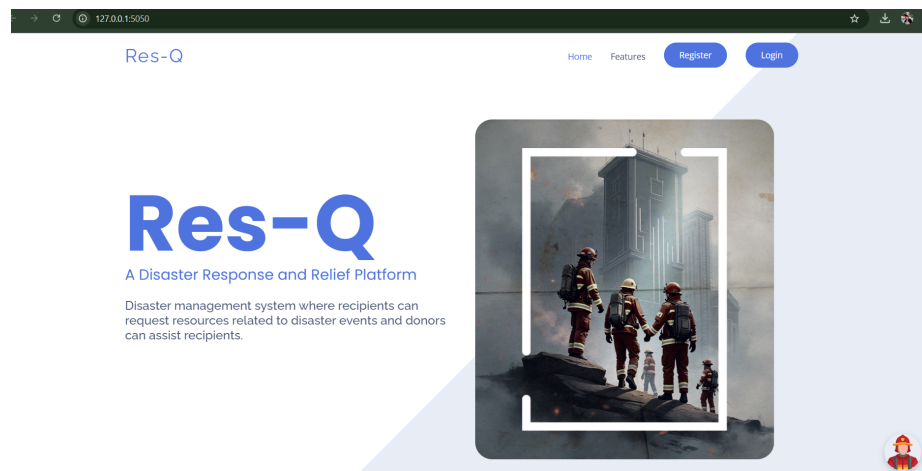 127.0.0.1:5050
Res-Q
Home Features Register Login
Res-Q
A Disaster Response and Relief Platform
Disaster management system where recipients can
request resources related to disaster events and donors
can assist recipients.